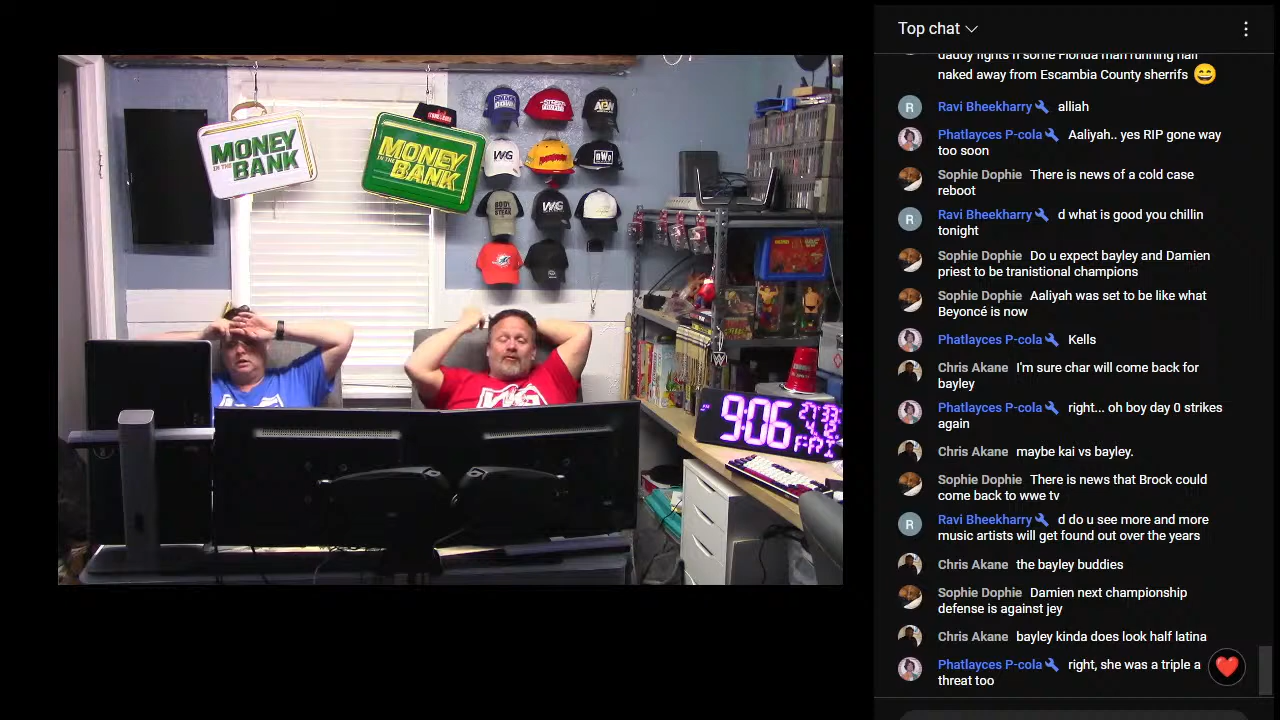 MONEY
IN THE
BANK
MONEY
IN THE
BANK
WG
nWo
WG
9:06
FRI
Top chat
naked away from Escambia County sherrifs 😄
R
Ravi Bheekharry alliah
Phatlayces P-cola Aaliyah.. yes RIP gone way
too soon
Sophie Dophie There is news of a cold case
reboot
R
Ravi Bheekharry d what is good you chillin
tonight
Sophie Dophie Do u expect bayley and Damien
priest to be tranistional champions
Sophie Dophie Aaliyah was set to be like what
Beyoncé is now
Phatlayces P-cola Kells
Chris Akane I'm sure char will come back for
bayley
Phatlayces P-cola right... oh boy day 0 strikes
again
Chris Akane maybe kai vs bayley.
Sophie Dophie There is news that Brock could
come back to wwe tv
R
Ravi Bheekharry d do u see more and more
music artists will get found out over the years
Chris Akane the bayley buddies
Sophie Dophie Damien next championship
defense is against jey
Chris Akane bayley kinda does look half latina
Phatlayces P-cola right, she was a triple a
threat too